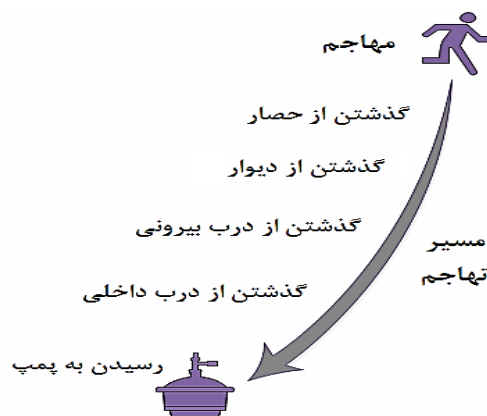 مهاجم
گذشتن از حصار
گذشتن از دیوار
گذشتن از درب بیرونی
مسیر
تهاجم
گذشتن از درب داخلی
رسیدن به پمپ